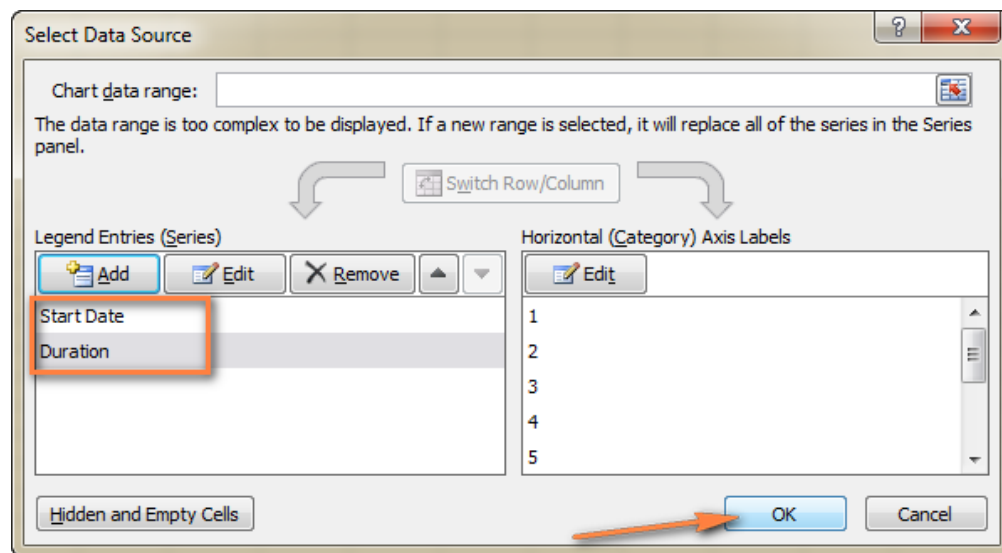 Select Data Source
Chart data range:
The data range is too complex to be displayed. If a new range is selected, it will replace all of the series in the Series
panel.
Switch Row/Column
Legend Entries (Series)
Horizontal (Category) Axis Labels
Add Edit Remove
Edit
Start Date
Duration
1
2
3
4
5
Hidden and Empty Cells
OK Cancel